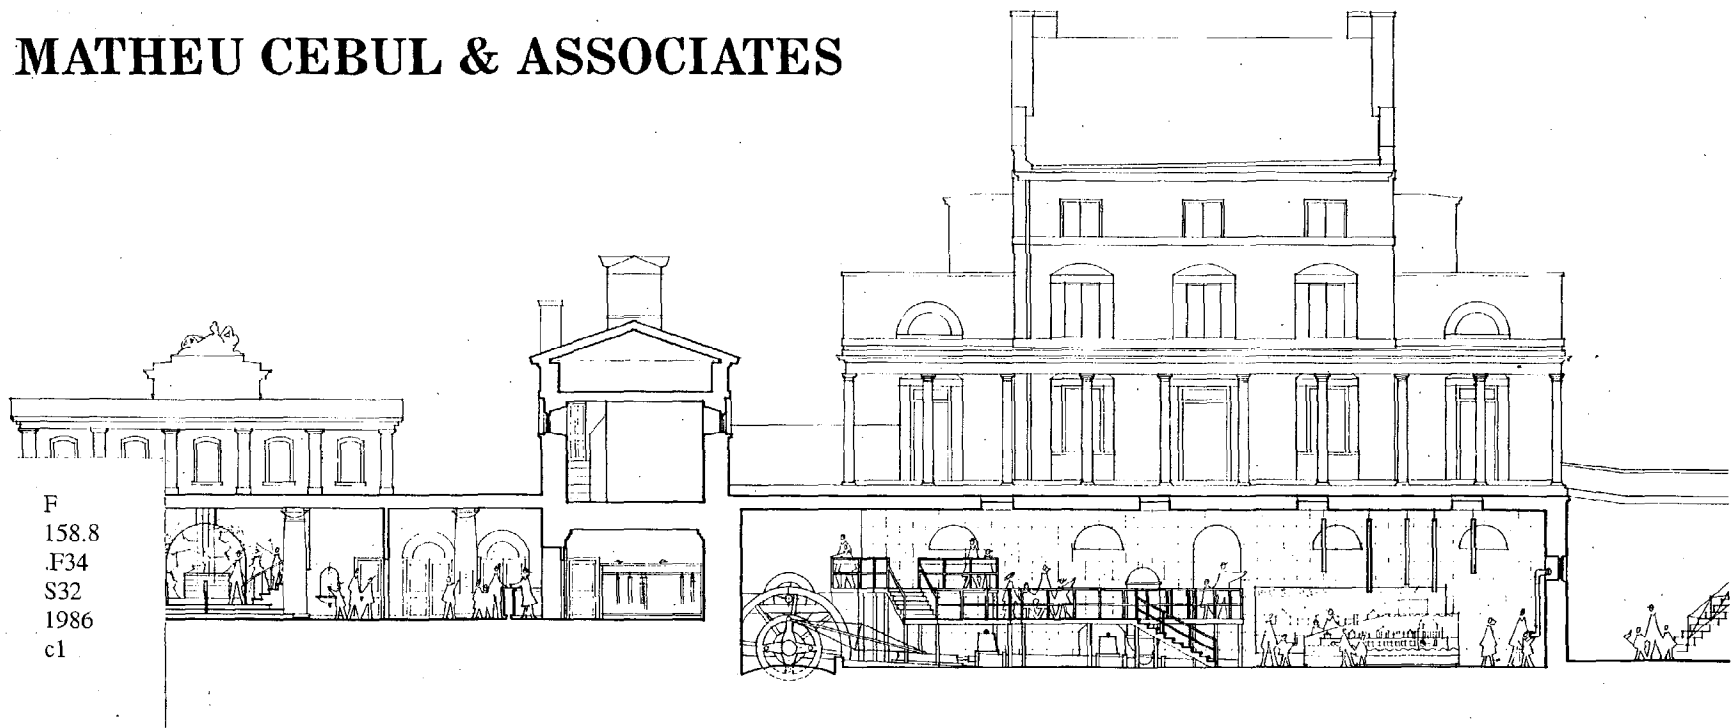 MATHEU CEBUL & ASSOCIATES
F
158.8
.F34
S32
1986
c1